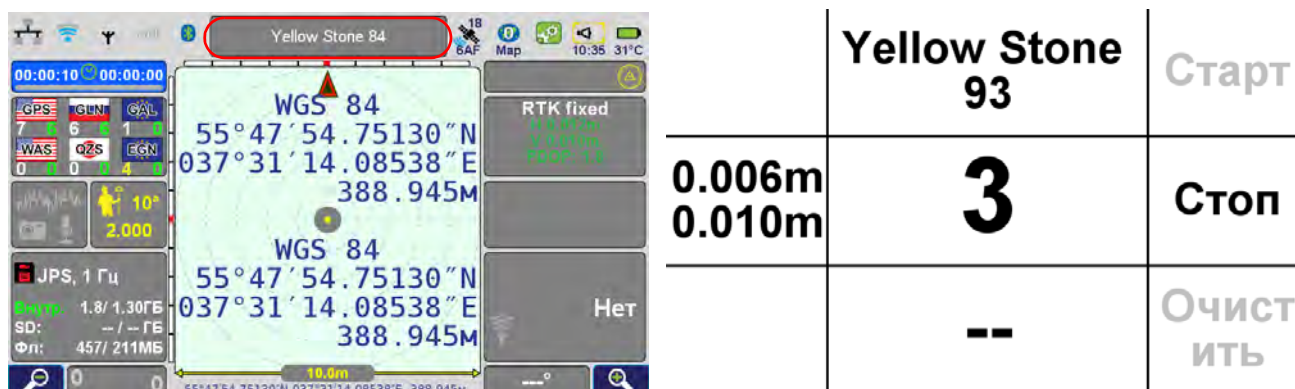 Yellow Stone 84
18
6AF
Map
10:35 31°C
00:00:10 00:00:00
GPS GLN GAL
7 6 6 6 1 0
WAS QZS EGN
0 0 0 0 4 0
10ª
2.000
JPS, 1 Гц
1.8/ 1.30ГБ
SD: --/-- ГБ
Фл: 457/ 211МБ
0 0
WGS 84
55°47′54.75130″N
037°31′14.08538″E
388.945м
WGS 84
55°47′54.75130″N
037°31′14.08538″E
388.945м
10.0m
RTK fixed
Нет
---°
Yellow Stone
93
Старт
0.006m
0.010m
3
Стоп
--
Очист
ить